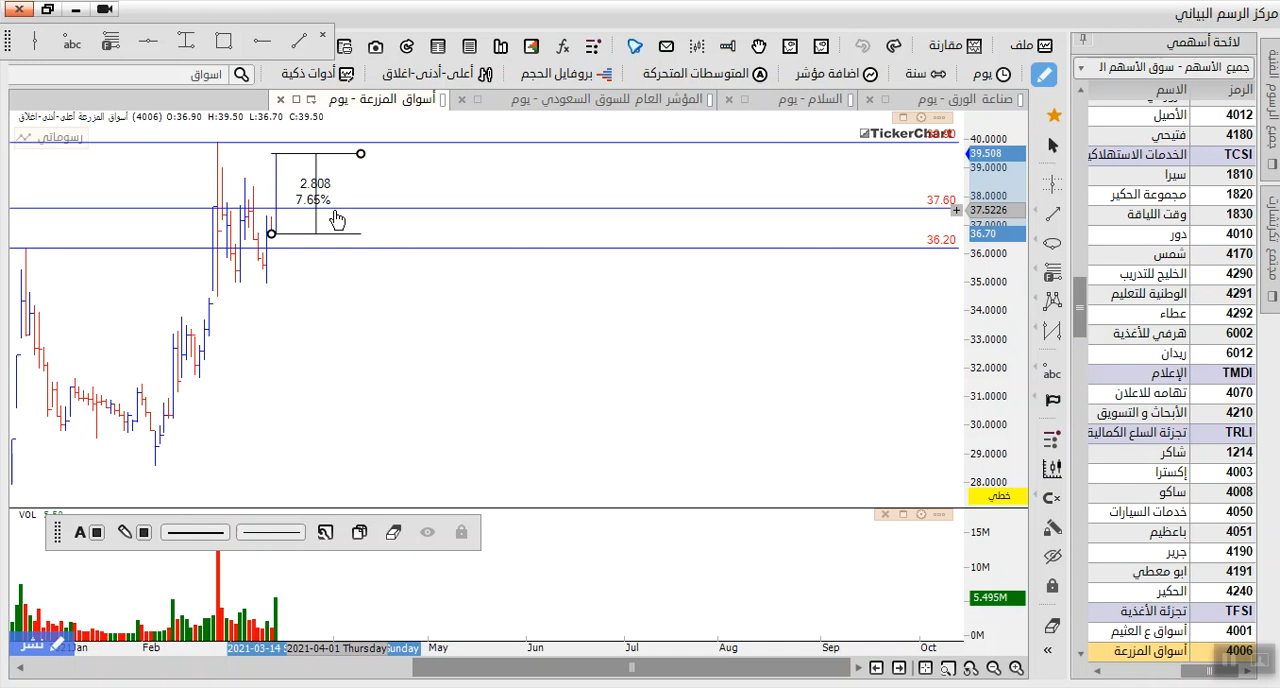 مركز الرسم البياني
لائحة أسهمي
ملف
مقارنة
abc
جميع الأسهم - سوق الأسهم ال
يوم
سنة
اضافة مؤشر
المتوسطات المتحركة
بروفايل الحجم
أعلى-أدنى-اغلاق
أدوات ذكية
اسواق
الرمز الاسم
صناعة الورق - يوم
السلام - يوم
المؤشر العام للسوق السعودي - يوم
أسواق المزرعة - يوم
أسواق المزرعة أعلى-أدنى-اغلاق (4006) O:36.90 H:39.50 L:36.70 C:39.50
رسوماتي
TickerChart
40.0000
39.508
39.0000
38.0000
37.5226
37.0000
36.70
36.0000
35.0000
34.0000
33.0000
32.0000
31.0000
30.0000
29.0000
28.0000
خطي
37.60
36.20
2.808
7.65%
VOL
A
15M
10M
5.495M
0M
نشر
Jan
Feb
2021-03-14
2021-04-01 Thursday
Sunday
May
Jun
Jul
Aug
Sep
Oct
4012 الأصيل
4180 فتيحي
TCSI الخدمات الاستهلاكية
1810 سيرا
1820 مجموعة الحكير
1830 وقت اللياقة
4010 دور
4170 شمس
4290 الخليج للتدريب
4291 الوطنية للتعليم
4292 عطاء
6002 هرفي للأغذية
6012 ريدان
TMDI الإعلام
4070 تهامه للاعلان
4210 الأبحاث و التسويق
TRLI تجزئة السلع الكمالية
1214 شاكر
4003 إكسترا
4008 ساكو
4050 خدمات السيارات
4051 باعظيم
4190 جرير
4191 ابو معطي
4240 الحكير
TFSI تجزئة الأغذية
4001 أسواق ع العثيم
4006 أسواق المزرعة
abc